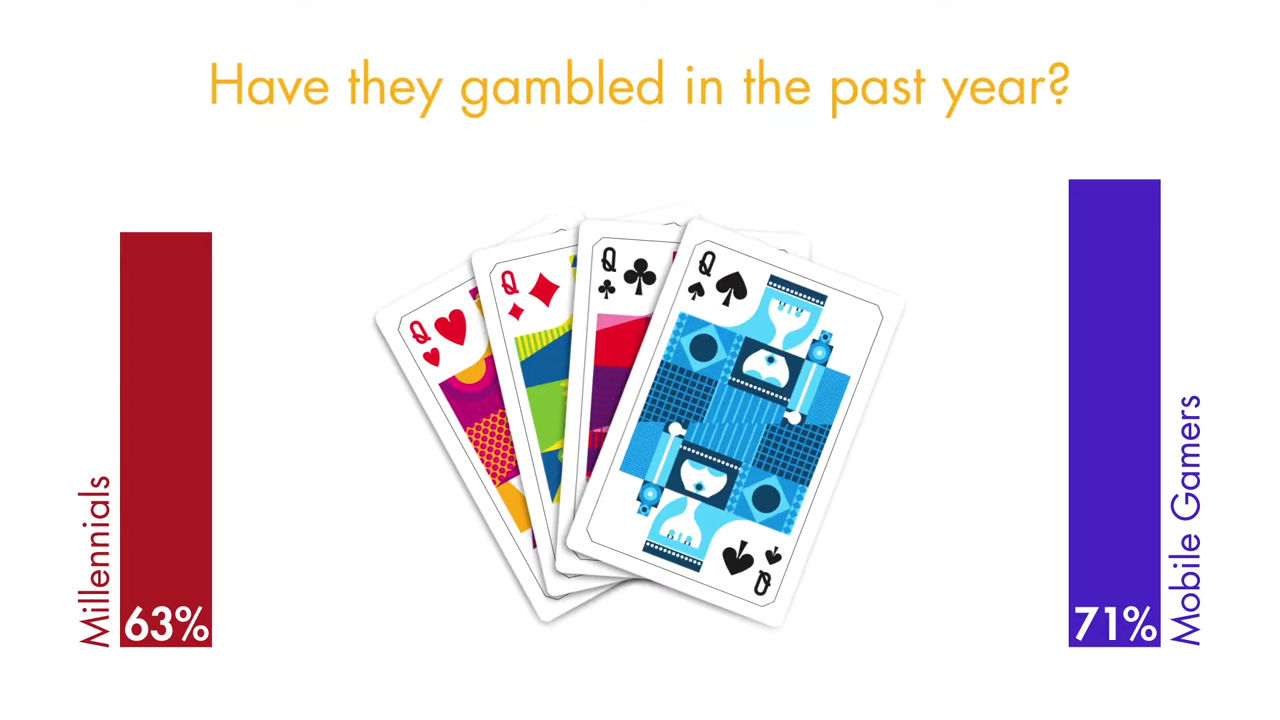 Have they gambled in the past year?
Millennials
63%
Q
Q
Q
Q
Q
71%
Mobile Gamers